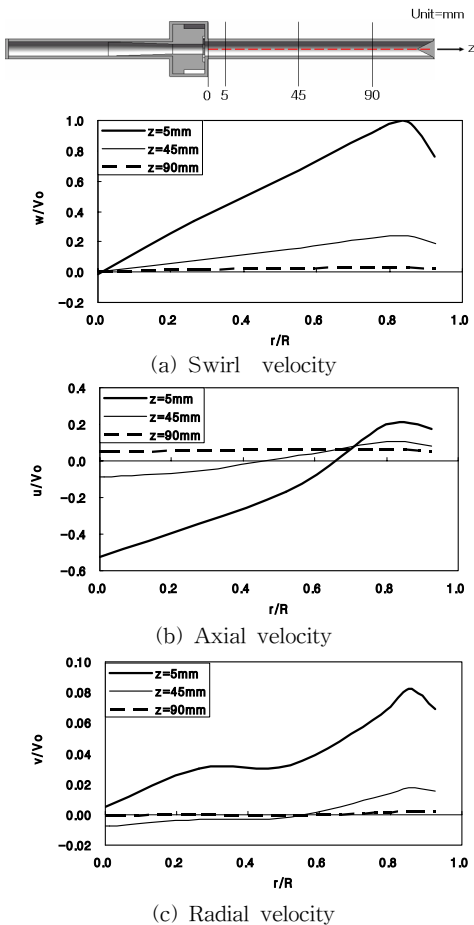 Unit=mm
z
0 5 45 90
1.0
0.8
0.6
0.4
0.2
0.0
−0.2
w/Vo
z=5mm
z=45mm
z=90mm
0.0 0.2 0.4 0.6 0.8 1.0
r/R
(a) Swirl velocity
0.4
0.2
0.0
−0.2
−0.4
−0.6
u/Vo
z=5mm
z=45mm
z=90mm
0.0 0.2 0.4 0.6 0.8 1.0
r/R
(b) Axial velocity
0.10
0.08
0.06
0.04
0.02
0.00
−0.02
v/Vo
z=5mm
z=45mm
z=90mm
0.0 0.2 0.4 0.6 0.8 1.0
r/R
(c) Radial velocity